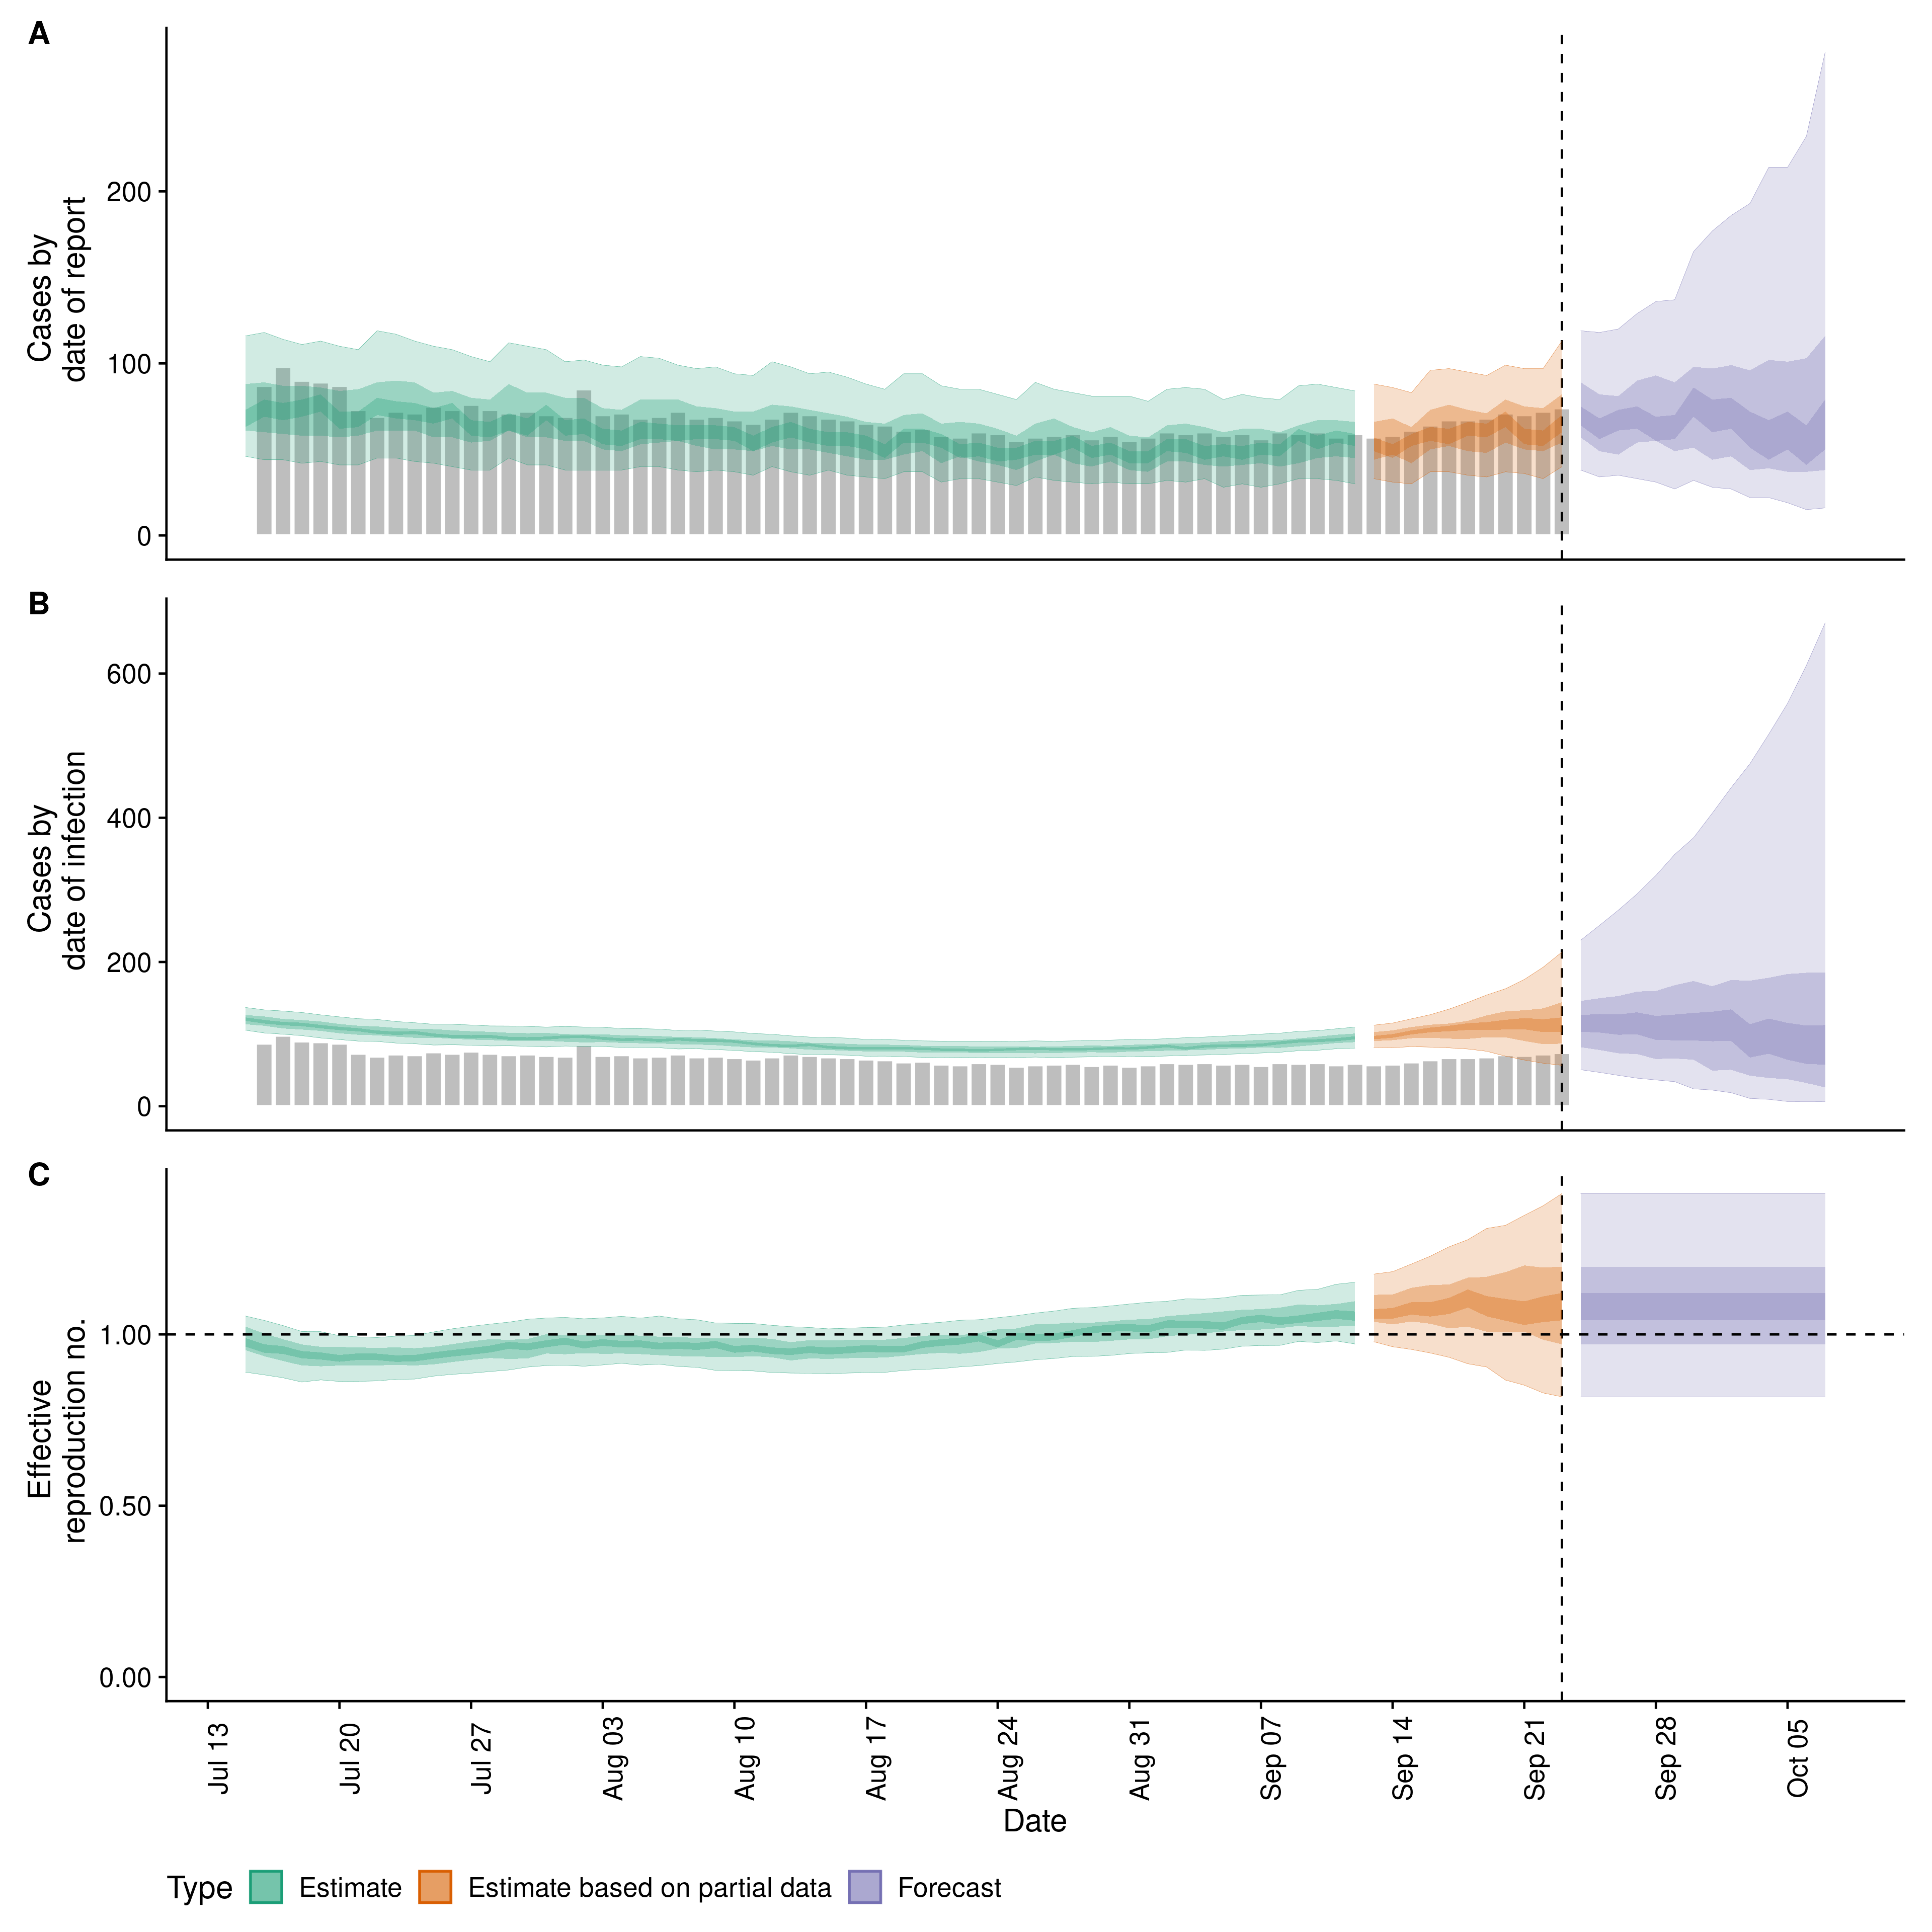 A
Cases by
date of report
200
100
0
B
Cases by
date of infection
600
400
200
0
C
Effective
reproduction no.
1.00
0.50
0.00
Jul 13
Jul 20
Jul 27
Aug 03
Aug 10
Aug 17
Aug 24
Aug 31
Sep 07
Sep 14
Sep 21
Sep 28
Oct 05
Date
Type Estimate Estimate based on partial data Forecast